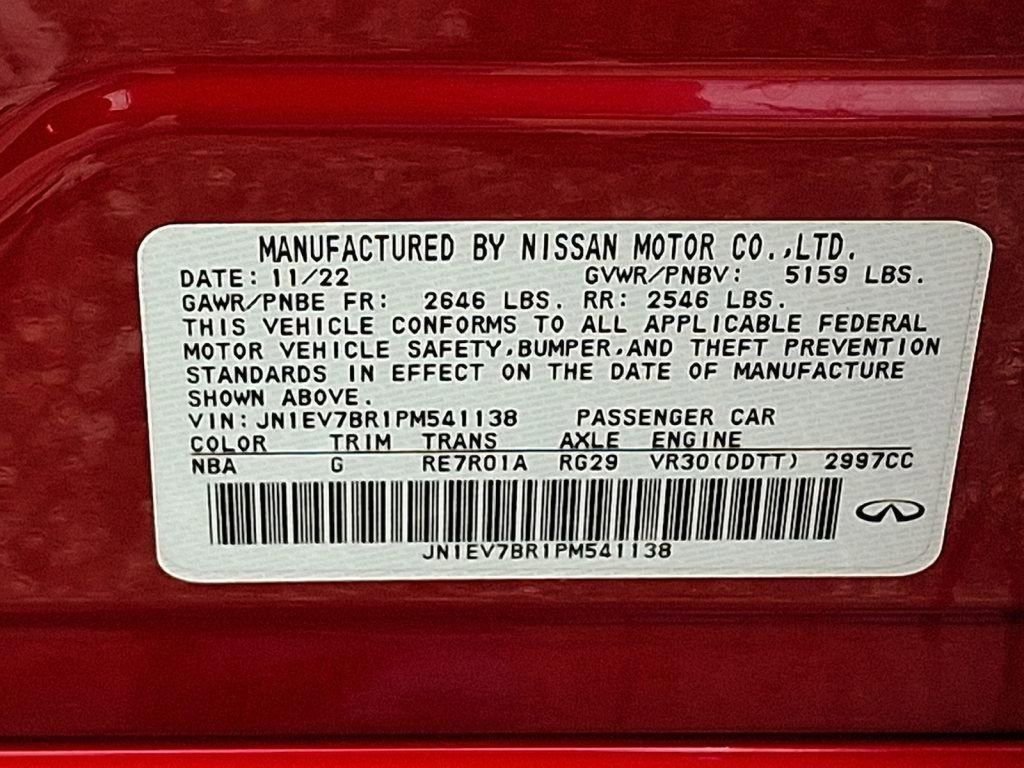 MANUFACTURED BY NISSAN MOTOR CO.,LTD.
DATE: 11/22 GVWR/PNBV: 5159 LBS.
GAWR/PNBE FR: 2646 LBS. RR: 2546 LBS.
THIS VEHICLE CONFORMS TO ALL APPLICABLE FEDERAL
MOTOR VEHICLE SAFETY,BUMPER,AND THEFT PREVENTION
STANDARDS IN EFFECT ON THE DATE OF MANUFACTURE
SHOWN ABOVE.
VIN:JN1EV7BR1PM541138 PASSENGER CAR
COLOR TRIM TRANS AXLE ENGINE
NBA G RE7R01A RG29 VR30(DDTT) 2997CC
JN1EV7BR1PM541138